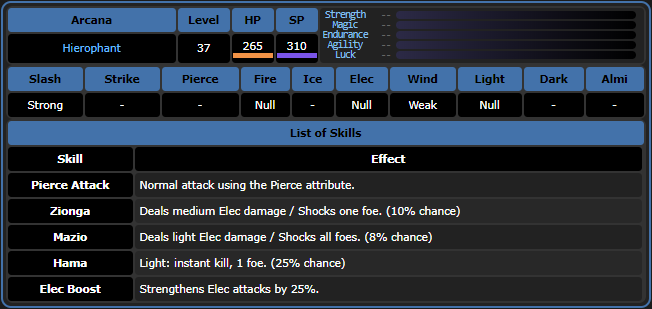 Arcana Level HP SP
Hierophant 37 265 310
Strength --
Magic --
Endurance --
Agility --
Luck --
Slash Strike Pierce Fire Ice Elec Wind Light Dark Almi
Strong - - Null - Null Weak Null - -
List of Skills
Skill Effect
Pierce Attack Normal attack using the Pierce attribute.
Zionga Deals medium Elec damage / Shocks one foe. (10% chance)
Mazio Deals light Elec damage / Shocks all foes. (8% chance)
Hama Light: instant kill, 1 foe. (25% chance)
Elec Boost Strengthens Elec attacks by 25%.